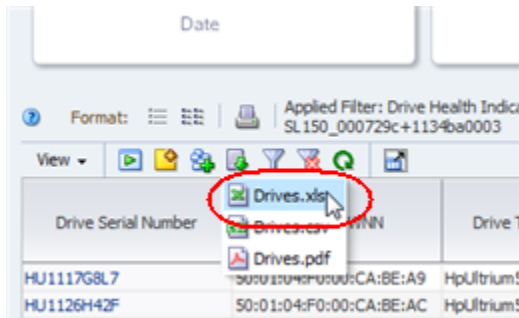 Date
Format:
Applied Filter: Drive Health Indica
SL150_000729c+1134ba0003
View
Drives.xls
Drive Serial Number
WNN
Drive T
Drives.csv
Drives.pdf
HU1117G8L7
50:01:04:F0:00:CA:BE:A9
HpUltriumS
HU1126H42F
50:01:04:F0:00:CA:BE:AC
HpUltriumS